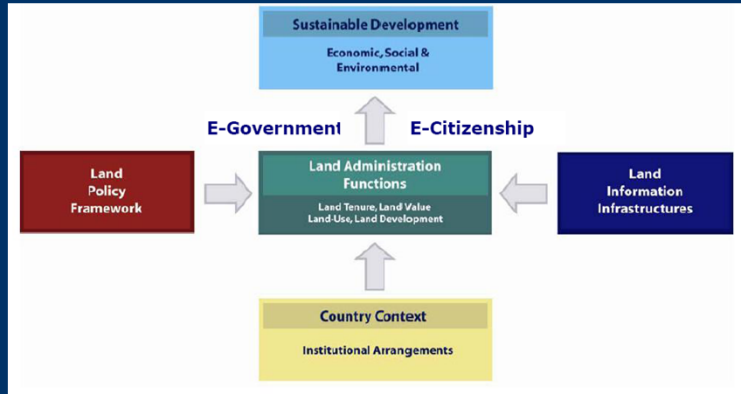 Sustainable Development
Economic, Social &
Environmental
E-Government E-Citizenship
Land
Policy
Framework
Land Administration
Functions
Land Tenure, Land Value
Land-Use, Land Development
Land
Information
Infrastructures
Country Context
Institutional Arrangements